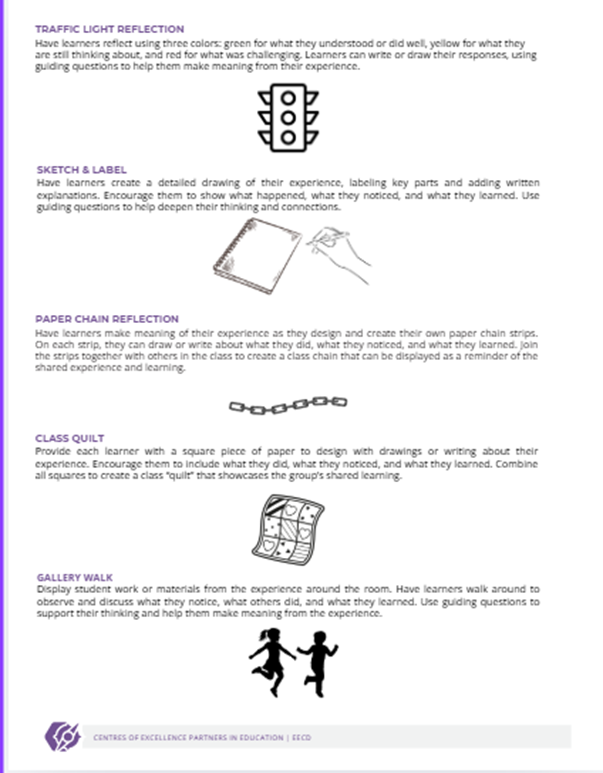 TRAFFIC LIGHT REFLECTION
Have learners reflect using three colors: green for what they understood or did well, yellow for what they
are still thinking about, and red for what was challenging. Learners can write or draw their responses, using
guiding questions to help them make meaning from their experience.
SKETCH & LABEL
Have learners create a detailed drawing of their experience, labeling key parts and adding written
explanations. Encourage them to show what happened, what they noticed, and what they learned. Use
guiding questions to help deepen their thinking and connections.
PAPER CHAIN REFLECTION
Have learners make meaning of their experience as they design and create their own paper chain strips.
On each strip, they can draw or write about what they did, what they noticed, and what they learned. Join
the strips together with others in the class to create a class chain that can be displayed as a reminder of the
shared experience and learning.
CLASS QUILT
Provide each learner with a square piece of paper to design with drawings or writing about their
experience. Encourage them to include what they did, what they noticed, and what they learned. Combine
all squares to create a class "quilt" that showcases the group's shared learning.
GALLERY WALK
Display student work or materials from the experience around the room. Have learners walk around to
observe and discuss what they notice, what others did, and what they learned. Use guiding questions to
support their thinking and help them make meaning from the experience.
CENTRES OF EXCELLENCE PARTNERS IN EDUCATION | EECD